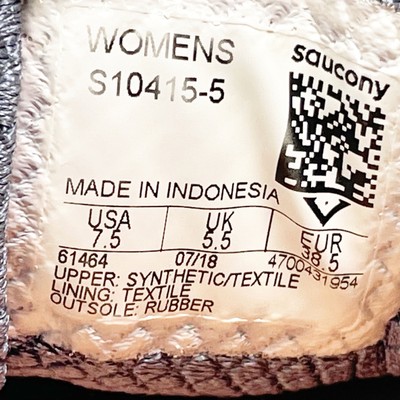 WOMENS
S10415-5
saucony
MADE IN INDONESIA
USA UK EUR
7.5 5.5 38.5
61464 07/18 4700431954
UPPER: SYNTHETIC/TEXTILE
LINING: TEXTILE
OUTSOLE: RUBBER